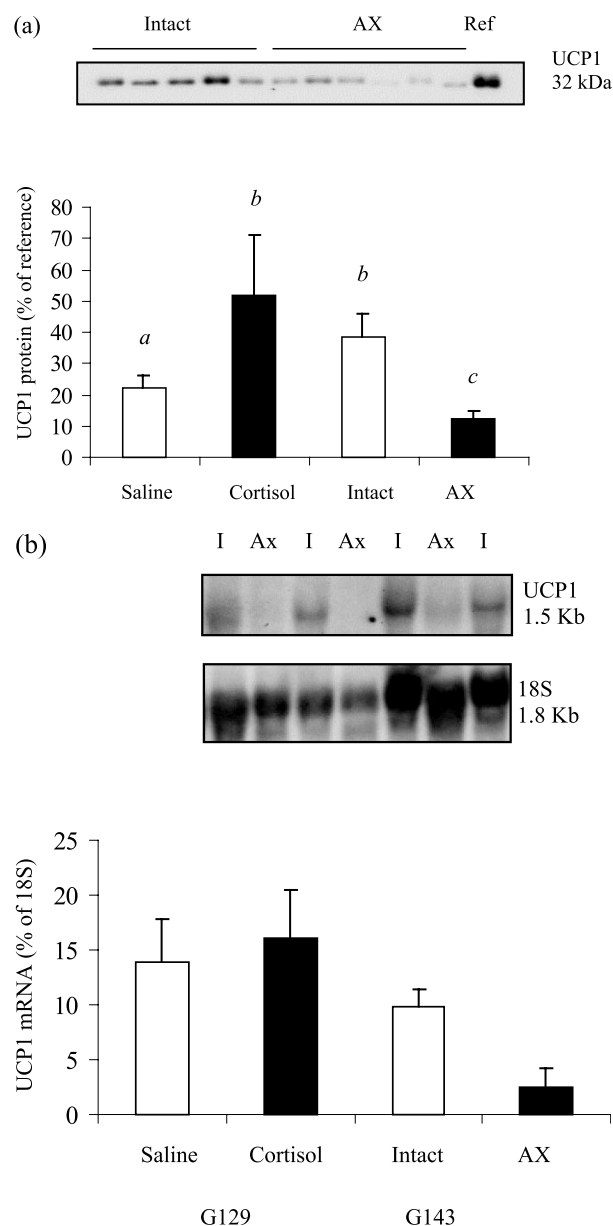 (a)
Intact AX Ref
UCP1
32 kDa
UCP1 protein (% of reference)
80
70
60
50
40
30
20
10
0
a
b
b
c
Saline Cortisol Intact AX
(b)
I Ax I Ax I Ax I
UCP1
1.5 Kb
18S
1.8 Kb
UCP1 mRNA (% of 18S)
25
20
15
10
5
0
Saline Cortisol Intact AX
G129 G143